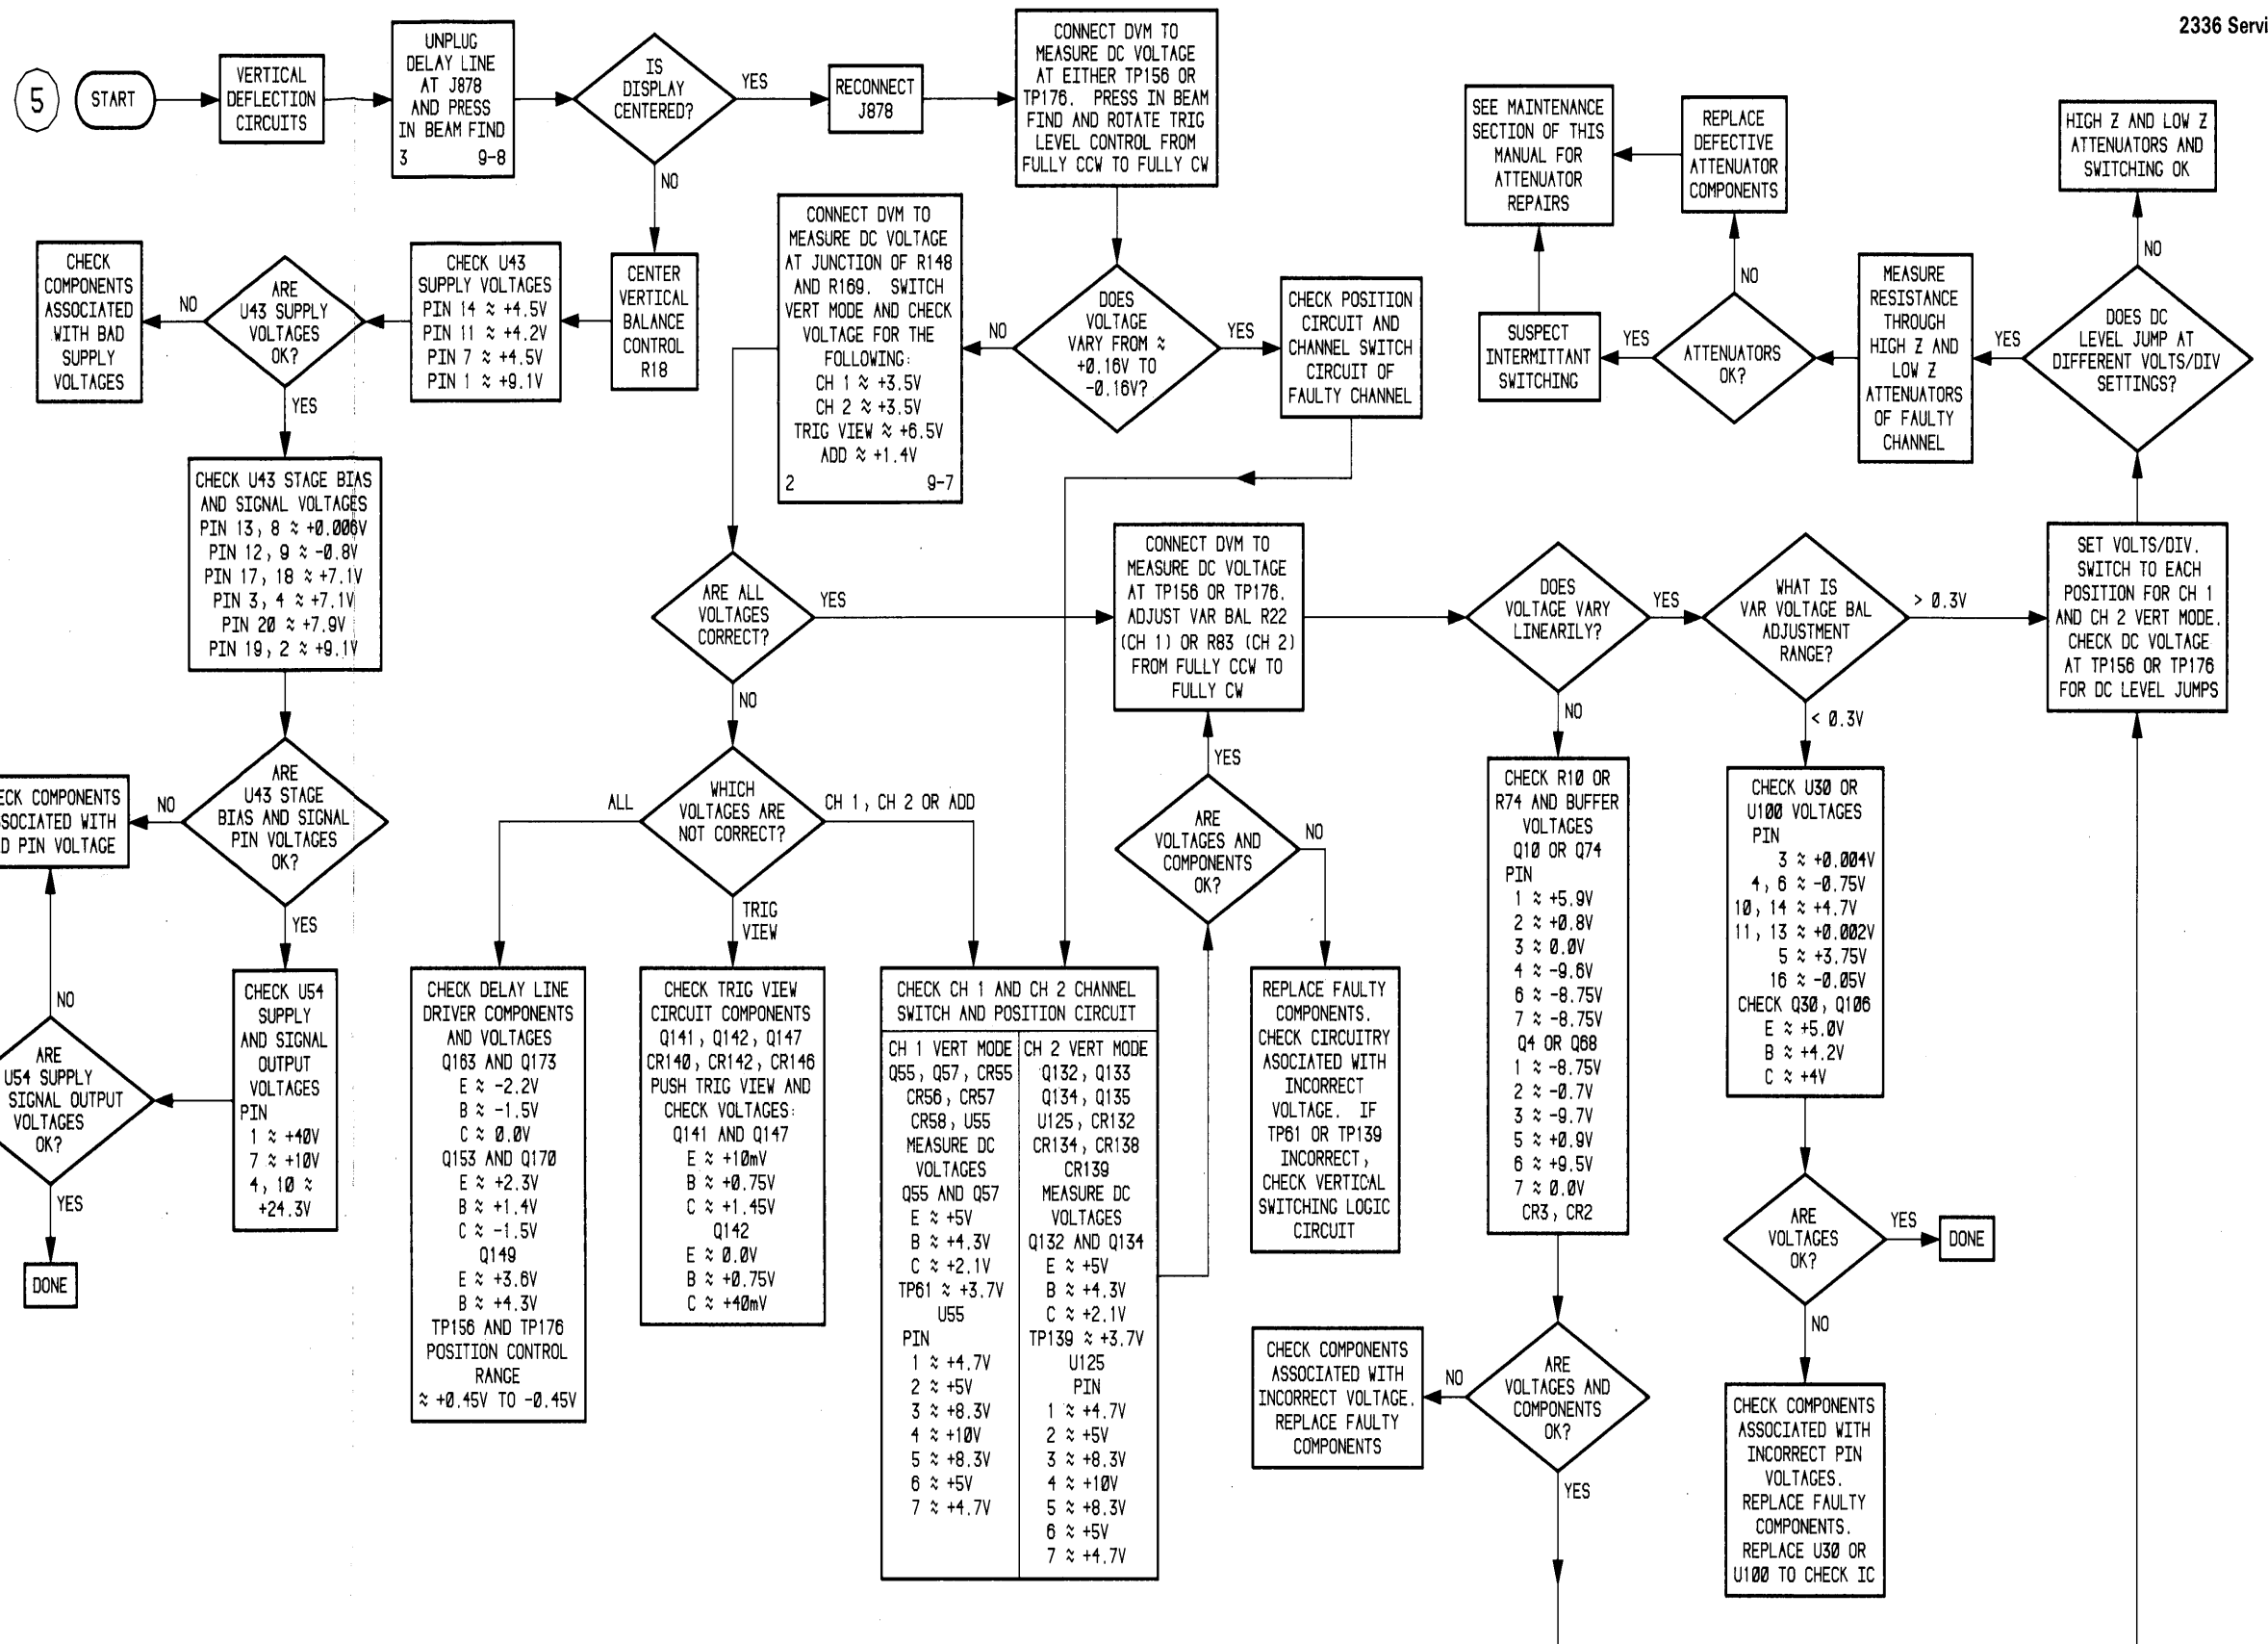 2336 Servi
5
START
VERTICAL
DEFLECTION
CIRCUITS
UNPLUG
DELAY LINE
AT J878
AND PRESS
IN BEAM FIND
3 9-8
IS
DISPLAY
CENTERED?
YES
NO
RECONNECT
J878
CONNECT DVM TO
MEASURE DC VOLTAGE
AT EITHER TP156 OR
TP176. PRESS IN BEAM
FIND AND ROTATE TRIG
LEVEL CONTROL FROM
FULLY CCW TO FULLY CW
SEE MAINTENANCE
SECTION OF THIS
MANUAL FOR
ATTENUATOR
REPAIRS
REPLACE
DEFECTIVE
ATTENUATOR
COMPONENTS
HIGH Z AND LOW Z
ATTENUATORS AND
SWITCHING OK
CHECK
COMPONENTS
ASSOCIATED
WITH BAD
SUPPLY
VOLTAGES
NO
ARE
U43 SUPPLY
VOLTAGES
OK?
YES
CHECK U43
SUPPLY VOLTAGES
PIN 14 ≈ +4.5V
PIN 11 ≈ +4.2V
PIN 7 ≈ +4.5V
PIN 1 ≈ +9.1V
CENTER
VERTICAL
BALANCE
CONTROL
R18
CONNECT DVM TO
MEASURE DC VOLTAGE
AT JUNCTION OF R148
AND R169. SWITCH
VERT MODE AND CHECK
VOLTAGE FOR THE
FOLLOWING:
CH 1 ≈ +3.5V
CH 2 ≈ +3.5V
TRIG VIEW ≈ +6.5V
ADD ≈ +1.4V
2 9-7
NO
DOES
VOLTAGE
VARY FROM ≈
+0.16V TO
-0.16V?
YES
CHECK POSITION
CIRCUIT AND
CHANNEL SWITCH
CIRCUIT OF
FAULTY CHANNEL
SUSPECT
INTERMITTANT
SWITCHING
YES
NO
ATTENUATORS
OK?
MEASURE
RESISTANCE
THROUGH
HIGH Z AND
LOW Z
ATTENUATORS
OF FAULTY
CHANNEL
YES
NO
DOES DC
LEVEL JUMP AT
DIFFERENT VOLTS/DIV
SETTINGS?
CHECK U43 STAGE BIAS
AND SIGNAL VOLTAGES
PIN 13, 8 ≈ +0.006V
PIN 12, 9 ≈ -0.8V
PIN 17, 18 ≈ +7.1V
PIN 3, 4 ≈ +7.1V
PIN 20 ≈ +7.9V
PIN 19, 2 ≈ +9.1V
ARE ALL
VOLTAGES
CORRECT?
YES
NO
CONNECT DVM TO
MEASURE DC VOLTAGE
AT TP156 OR TP176.
ADJUST VAR BAL R22
(CH 1) OR R83 (CH 2)
FROM FULLY CCW TO
FULLY CW
DOES
VOLTAGE VARY
LINEARILY?
YES
NO
WHAT IS
VAR VOLTAGE BAL
ADJUSTMENT
RANGE?
> 0.3V
< 0.3V
SET VOLTS/DIV.
SWITCH TO EACH
POSITION FOR CH 1
AND CH 2 VERT MODE.
CHECK DC VOLTAGE
AT TP156 OR TP176
FOR DC LEVEL JUMPS
ECK COMPONENTS
SOCIATED WITH
D PIN VOLTAGE
NO
ARE
U43 STAGE
BIAS AND SIGNAL
PIN VOLTAGES
OK?
YES
ALL
WHICH
VOLTAGES ARE
NOT CORRECT?
CH 1, CH 2 OR ADD
TRIG
VIEW
YES
ARE
VOLTAGES AND
COMPONENTS
OK?
NO
CHECK R10 OR
R74 AND BUFFER
VOLTAGES
Q10 OR Q74
PIN
1 ≈ +5.9V
2 ≈ +0.8V
3 ≈ 0.0V
4 ≈ -9.6V
6 ≈ -8.75V
7 ≈ -8.75V
Q4 OR Q68
1 ≈ -8.75V
2 ≈ -0.7V
3 ≈ -9.7V
5 ≈ +0.9V
6 ≈ +9.5V
7 ≈ 0.0V
CR3, CR2
CHECK U30 OR
U100 VOLTAGES
PIN
3 ≈ +0.004V
4, 6 ≈ -0.75V
10, 14 ≈ +4.7V
11, 13 ≈ +0.002V
5 ≈ +3.75V
16 ≈ -0.05V
CHECK Q30, Q106
E ≈ +5.0V
B ≈ +4.2V
C ≈ +4V
NO
ARE
U54 SUPPLY
SIGNAL OUTPUT
VOLTAGES
OK?
YES
DONE
CHECK U54
SUPPLY
AND SIGNAL
OUTPUT
VOLTAGES
PIN
1 ≈ +40V
7 ≈ +10V
4, 10 ≈
+24.3V
CHECK DELAY LINE
DRIVER COMPONENTS
AND VOLTAGES
Q163 AND Q173
E ≈ -2.2V
B ≈ -1.5V
C ≈ 0.0V
Q153 AND Q170
E ≈ +2.3V
B ≈ +1.4V
C ≈ -1.5V
Q149
E ≈ +3.6V
B ≈ +4.3V
TP156 AND TP176
POSITION CONTROL
RANGE
≈ +0.45V TO -0.45V
CHECK TRIG VIEW
CIRCUIT COMPONENTS
Q141, Q142, Q147
CR140, CR142, CR146
PUSH TRIG VIEW AND
CHECK VOLTAGES:
Q141 AND Q147
E ≈ +10mV
B ≈ +0.75V
C ≈ +1.45V
Q142
E ≈ 0.0V
B ≈ +0.75V
C ≈ +40mV
CHECK CH 1 AND CH 2 CHANNEL
SWITCH AND POSITION CIRCUIT
CH 1 VERT MODE
Q55, Q57, CR55
CR56, CR57
CR58, U55
MEASURE DC
VOLTAGES
Q55 AND Q57
E ≈ +5V
B ≈ +4.3V
C ≈ +2.1V
TP61 ≈ +3.7V
U55
PIN
1 ≈ +4.7V
2 ≈ +5V
3 ≈ +8.3V
4 ≈ +10V
5 ≈ +8.3V
6 ≈ +5V
7 ≈ +4.7V
CH 2 VERT MODE
Q132, Q133
Q134, Q135
U125, CR132
CR134, CR138
CR139
MEASURE DC
VOLTAGES
Q132 AND Q134
E ≈ +5V
B ≈ +4.3V
C ≈ +2.1V
TP139 ≈ +3.7V
U125
PIN
1 ≈ +4.7V
2 ≈ +5V
3 ≈ +8.3V
4 ≈ +10V
5 ≈ +8.3V
6 ≈ +5V
7 ≈ +4.7V
REPLACE FAULTY
COMPONENTS.
CHECK CIRCUITRY
ASOCIATED WITH
INCORRECT
VOLTAGE. IF
TP61 OR TP139
INCORRECT,
CHECK VERTICAL
SWITCHING LOGIC
CIRCUIT
CHECK COMPONENTS
ASSOCIATED WITH
INCORRECT VOLTAGE.
REPLACE FAULTY
COMPONENTS
NO
ARE
VOLTAGES AND
COMPONENTS
OK?
YES
ARE
VOLTAGES
OK?
YES
DONE
NO
CHECK COMPONENTS
ASSOCIATED WITH
INCORRECT PIN
VOLTAGES.
REPLACE FAULTY
COMPONENTS.
REPLACE U30 OR
U100 TO CHECK IC